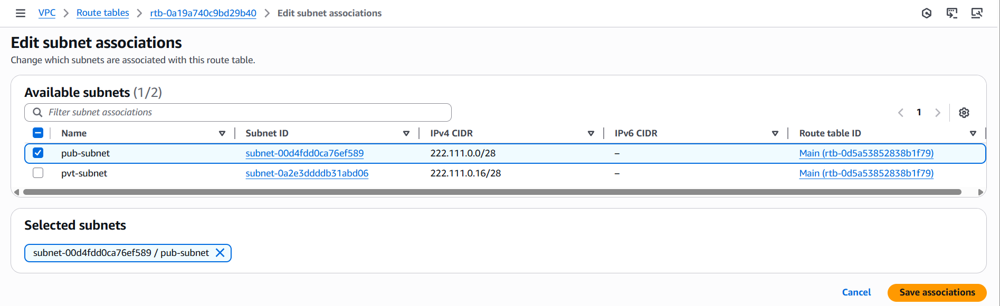 VPC > Route tables > rtb-0a19a740c9bd29b40 > Edit subnet associations
Edit subnet associations
Change which subnets are associated with this route table.
Available subnets (1/2)
Filter subnet associations
1
Name Subnet ID IPv4 CIDR IPv6 CIDR Route table ID
pub-subnet subnet-00d4fdd0ca76ef589 222.111.0.0/28 – Main (rtb-0d5a53852838b1f79)
pvt-subnet subnet-0a2e3ddddb31abd06 222.111.0.16/28 – Main (rtb-0d5a53852838b1f79)
Selected subnets
subnet-00d4fdd0ca76ef589 / pub-subnet
Cancel Save associations